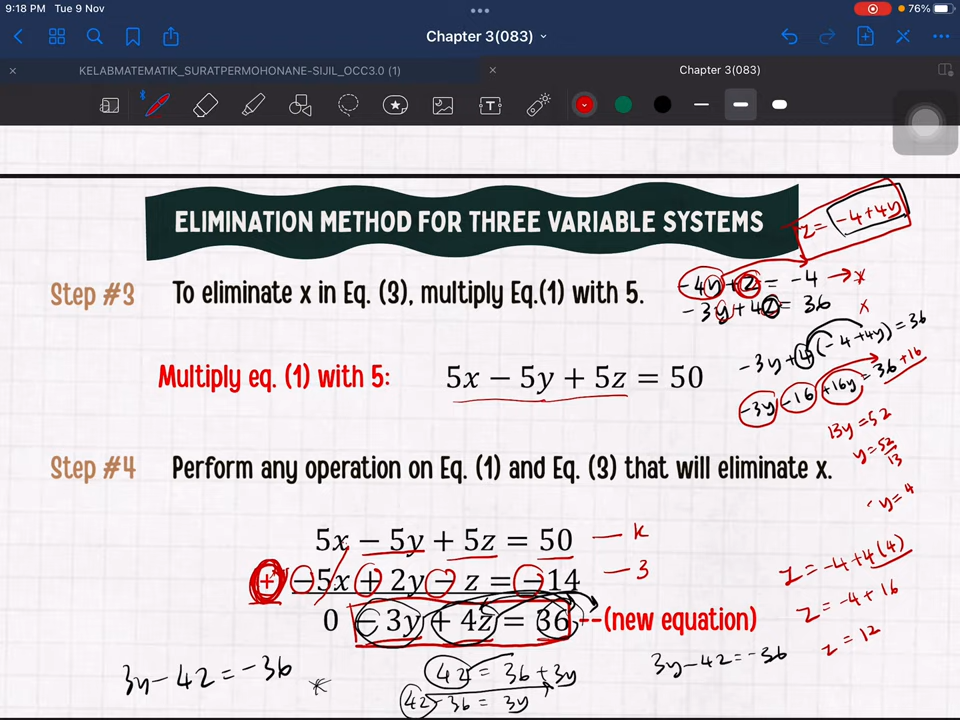 9:18 PM Tue 9 Nov
76%
Chapter 3(083)
KELABMATEMATIK_SURATPERMOHONANE-SIJIL_OCC3.0 (1)
Chapter 3(083)
ELIMINATION METHOD FOR THREE VARIABLE SYSTEMS
z = -4+4y
Step #3 To eliminate x in Eq. (3), multiply Eq.(1) with 5.
-4y+z = -4 → *
-3y+4z = 36 x
-3y+4(-4+4y)=36
Multiply eq. (1) with 5: 5x − 5y + 5z = 50
-3y-16+16y=36+16
13y=52
y=52/13
y=4
Step #4 Perform any operation on Eq. (1) and Eq. (3) that will eliminate x.
5x − 5y + 5z = 50 — k
+ −5x + 2y − z = −14 — 3
0 − 3y + 4z = 36 --(new equation)
z = -4+4(4)
z = -4+16
z = 12
3y-4z=-36 *
4z = 36+3y
4z-36=3y
3y-4z=-36